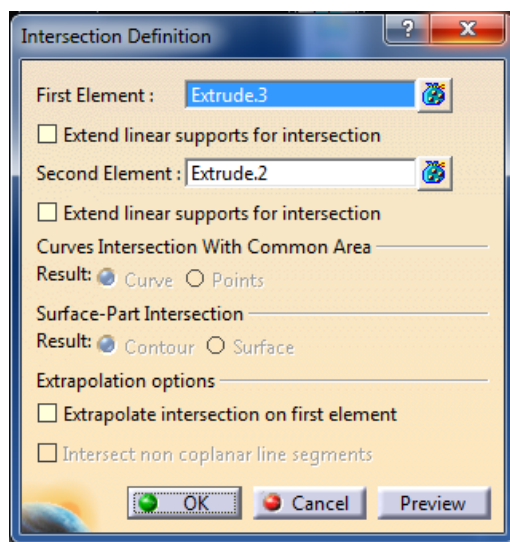 Intersection Definition
First Element : Extrude.3
Extend linear supports for intersection
Second Element : Extrude.2
Extend linear supports for intersection
Curves Intersection With Common Area
Result: Curve Points
Surface-Part Intersection
Result: Contour Surface
Extrapolation options
Extrapolate intersection on first element
Intersect non coplanar line segments
OK Cancel Preview